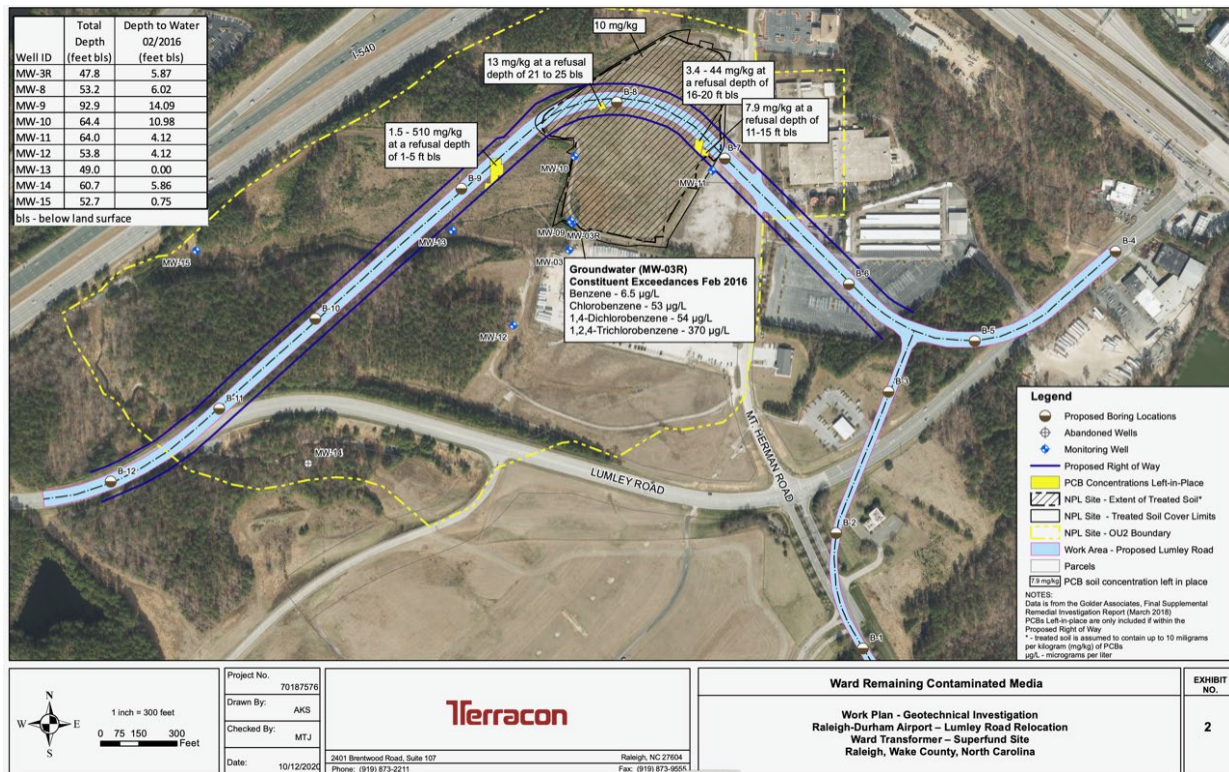 Well ID
Total Depth (feet bls)
Depth to Water 02/2016 (feet bls)
MW-3R 47.8 5.87
MW-8 53.2 6.02
MW-9 92.9 14.09
MW-10 64.4 10.98
MW-11 64.0 4.12
MW-12 53.8 4.12
MW-13 49.0 0.00
MW-14 60.7 5.86
MW-15 52.7 0.75
bls - below land surface
I-540
10 mg/kg
13 mg/kg at a refusal
depth of 21 to 25 bls
3.4 - 44 mg/kg at
a refusal depth of
16-20 ft bls
7.9 mg/kg at a
refusal depth of
11-15 ft bls
1.5 - 510 mg/kg
at a refusal depth
of 1-5 ft bls
B-8
B-7
B-9
MW-10
MW-11
MW-13
MW-09
MW-03R
MW-03
MW-15
B-4
B-6
B-5
B-10
MW-12
Groundwater (MW-03R)
Constituent Exceedances Feb 2016
Benzene - 6.5 µg/L
Chlorobenzene - 53 µg/L
1,4-Dichlorobenzene - 54 µg/L
1,2,4-Trichlorobenzene - 370 µg/L
B-3
B-11
B-12
MW-14
LUMLEY ROAD
MT. HERMAN ROAD
B-2
B-1
Legend
Proposed Boring Locations
Abandoned Wells
Monitoring Well
Proposed Right of Way
PCB Concentrations Left-in-Place
NPL Site - Extent of Treated Soil*
NPL Site - Treated Soil Cover Limits
NPL Site - OU2 Boundary
Work Area - Proposed Lumley Road
Parcels
7.9 mg/kg PCB soil concentration left in place
NOTES:
Data is from the Golder Associates, Final Supplemental
Remedial Investigation Report (March 2018)
PCBs Left-in-place are only included if within the
Proposed Right of Way
* - treated soil is assumed to contain up to 10 miligrams
per kilogram (mg/kg) of PCBs
µg/L - micrograms per liter
N
W E
S
1 inch = 300 feet
0 75 150 300
Feet
Project No.
70187576
Drawn By:
AKS
Checked By:
MTJ
Date:
10/12/2020
Terracon
2401 Brentwood Road, Suite 107 Raleigh, NC 27604
Phone: (919) 873-2211 Fax: (919) 873-9555
Ward Remaining Contaminated Media
Work Plan - Geotechnical Investigation
Raleigh-Durham Airport – Lumley Road Relocation
Ward Transformer – Superfund Site
Raleigh, Wake County, North Carolina
EXHIBIT
NO.
2